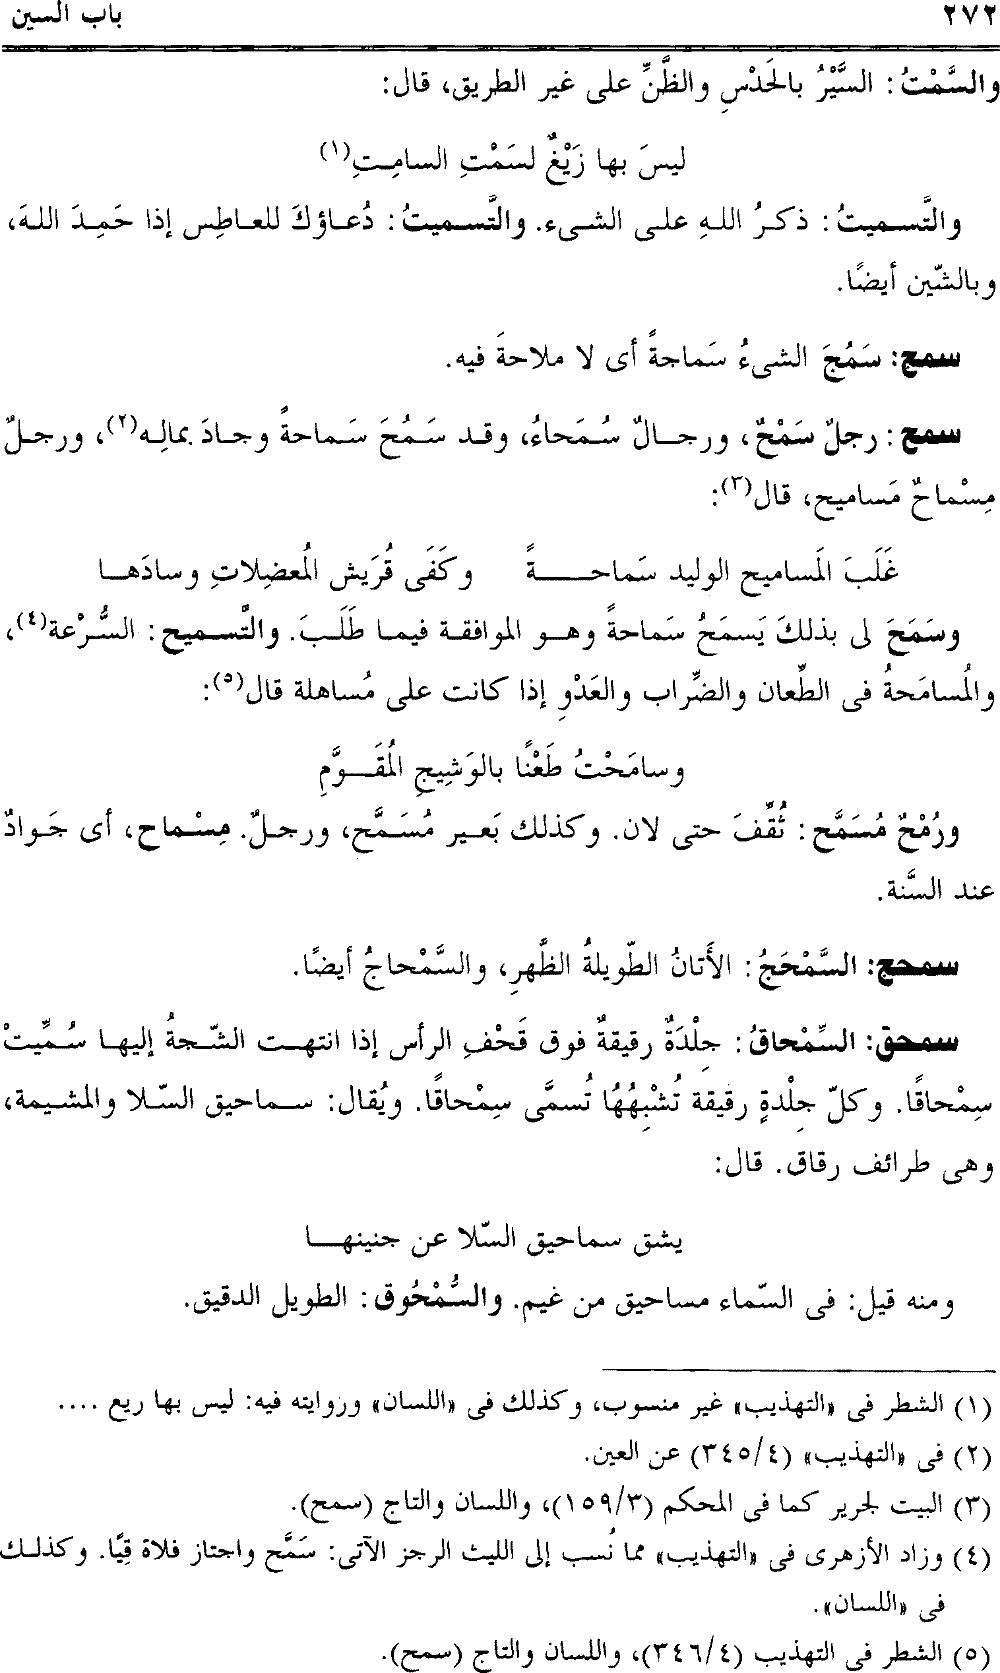 ٢٧٢
باب السين
والسَّمْتُ: السَّيْرُ بالحَدْسِ والظَّنِّ على غير الطريق، قال:
ليسَ بها زَيْغٌ لسَمْتِ السامِتِ(١)
والتَّسميتُ: ذكرُ اللهِ على الشىء. والتَّسميتُ: دُعاؤكَ للعاطِس إذا حَمِدَ اللهَ،
وبالشّين أيضًا.
سمج: سَمُجَ الشىءُ سَماجةً أى لا ملاحةَ فيه.
سمح: رجلٌ سَمْحٌ، ورجالٌ سُمَحاءُ، وقد سَمُحَ سَماحةً وجادَ بمالِه(٢)، ورجلٌ
مِسْماحٌ مَساميح، قال(٣):
غَلَبَ المَساميح الوليد سَماحةً وكَفَى قُرَيش المُعضِلاتِ وسادَها
وسَمَحَ لى بذلكَ يَسمَحُ سَماحةً وهو الموافقة فيما طَلَبَ. والتَّسميح: السُّرْعة(٤)،
والمُسامَحةُ فى الطِّعان والضِّراب والعَدْوِ إذا كانت على مُساهلة قال(٥):
وسامَحْتُ طَعْنًا بالوَشِيجِ المُقَوَّمِ
ورُمْحٌ مُسَمَّح: ثُقِّفَ حتى لان. وكذلك بَعير مُسَمَّح، ورجلٌ. مِسْماح، أى جَوادٌ
عند السَّنة.
سمحج: السَّمْحَجُ: الأَتانُ الطّويلةُ الظَّهرِ، والسَّمْحاجُ أيضًا.
سمحق: السِّمْحاقُ: جِلْدَةٌ رقيقةٌ فوق قَحْفِ الرأس إذا انتهت الشّجةُ إليها سُمِّيتْ
سِمْحاقًا. وكلّ جِلْدةٍ رقيقة تُشْبِهُهُا تُسمَّى سِمْحاقًا. ويُقال: سماحيق السّلا والمشيمة،
وهى طرائف رقاق. قال:
يشق سماحيق السّلا عن جنينها
ومنه قيل: فى السّماء مساحيق من غيم. والسُّمْحُوق: الطويل الدقيق.
(١) الشطر فى «التهذيب» غير منسوب، وكذلك فى «اللسان» وروايته فيه: ليس بها ريع ....
(٢) فى «التهذيب» (٣٤٥/٤) عن العين.
(٣) البيت لجرير كما فى المحكم (١٥٩/٣)، واللسان والتاج (سمح).
(٤) وزاد الأزهرى فى «التهذيب» مما نُسب إلى الليث الرجز الآتى: سَمَّح واجتاز فلاة قِيًّا. وكذلك
فى «اللسان».
(٥) الشطر فى التهذيب (٣٤٦/٤)، واللسان والتاج (سمح).